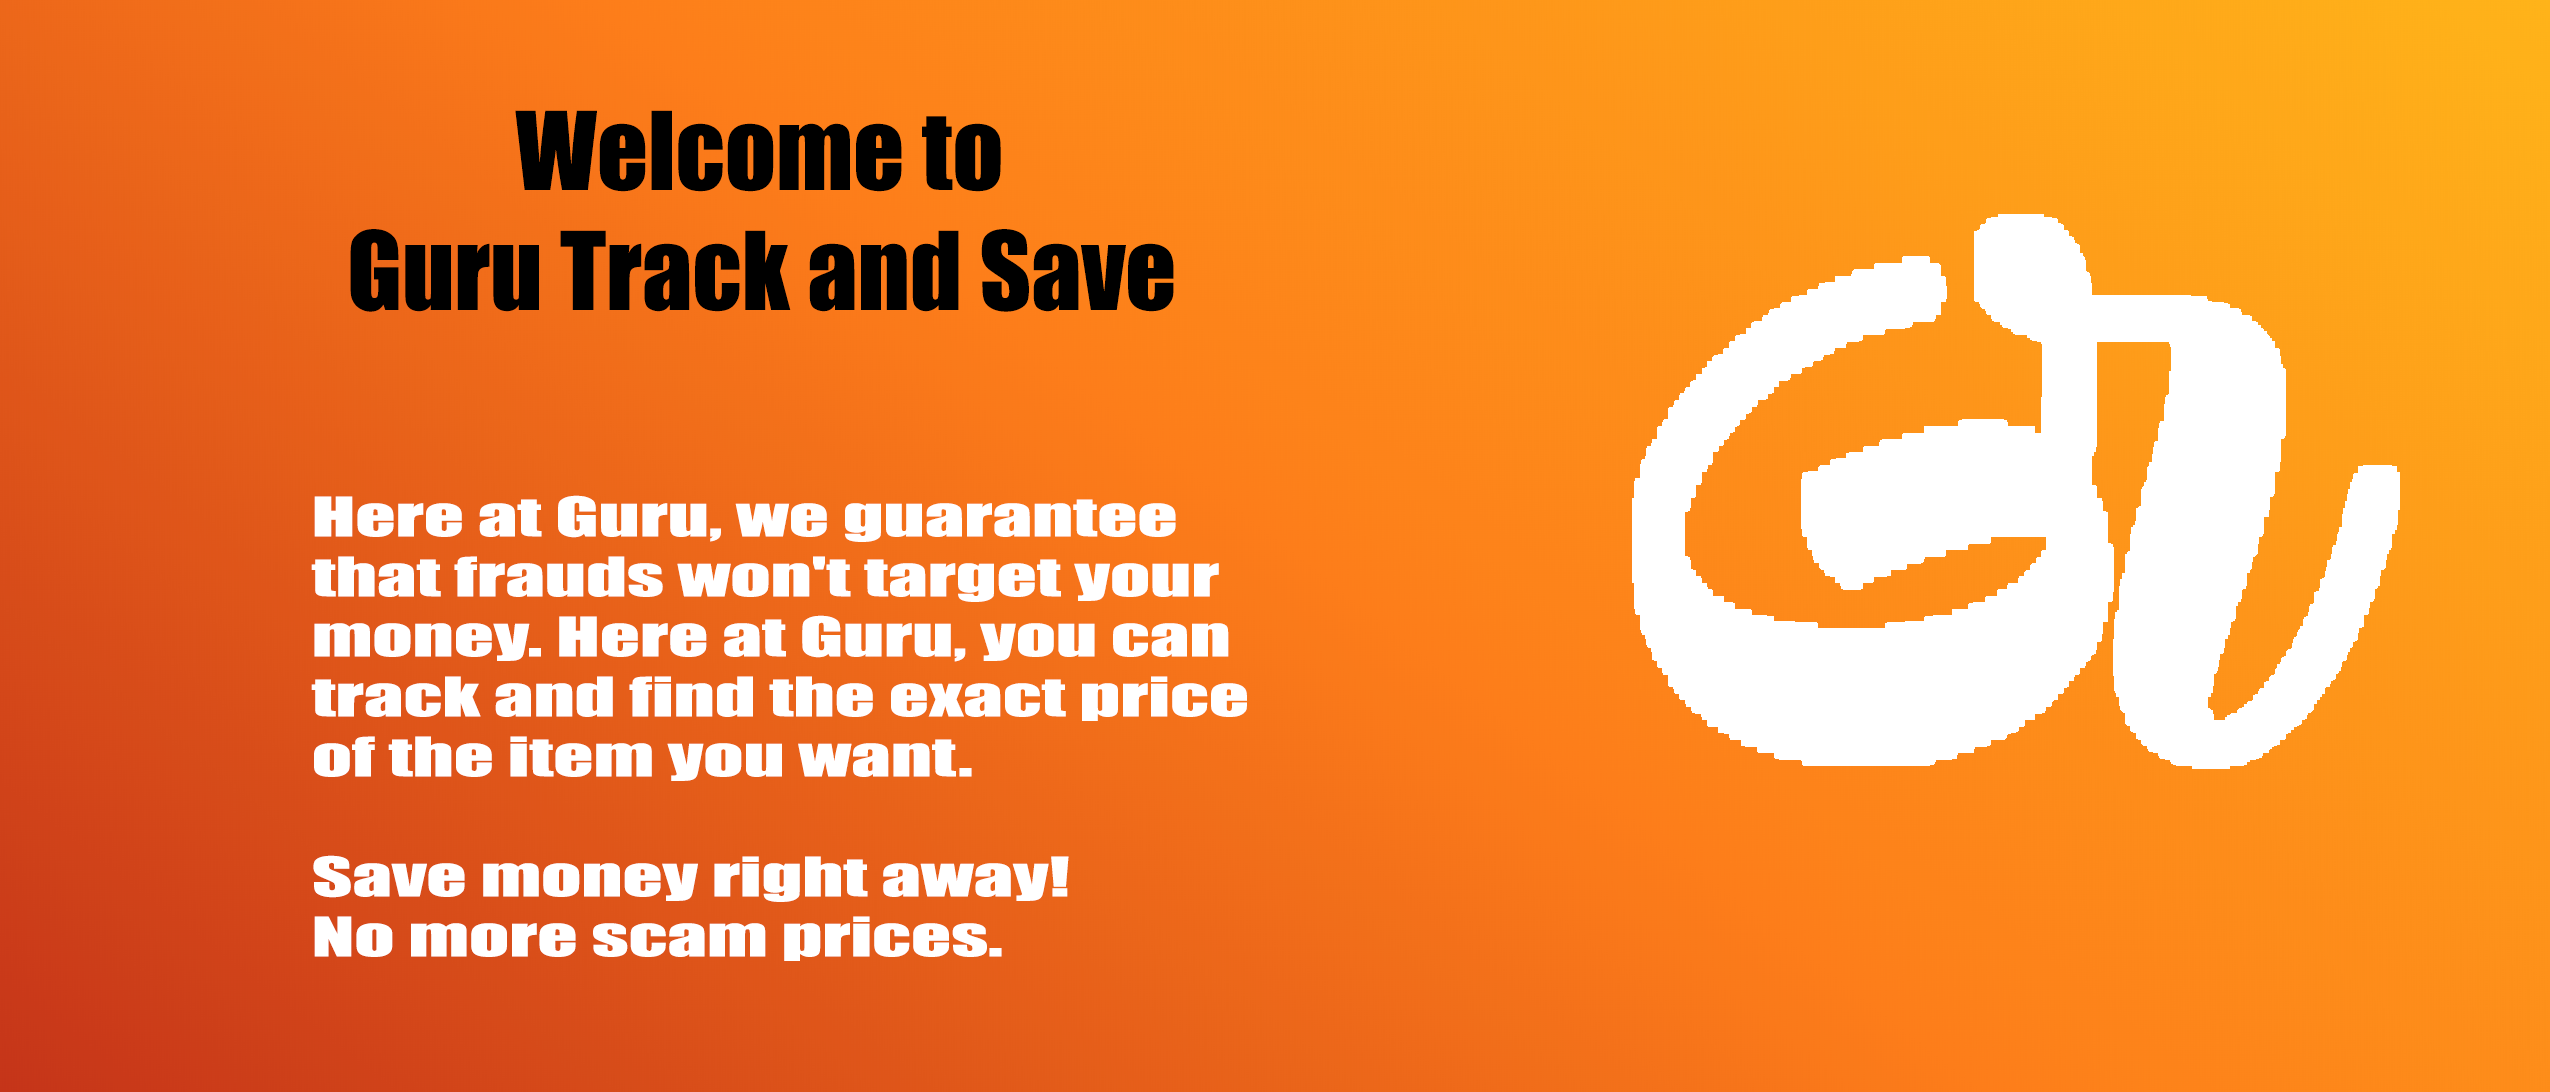 Welcome to
Guru Track and Save
Here at Guru, we guarantee
that frauds won't target your
money. Here at Guru, you can
track and find the exact price
of the item you want.
Save money right away!
No more scam prices.
Gr